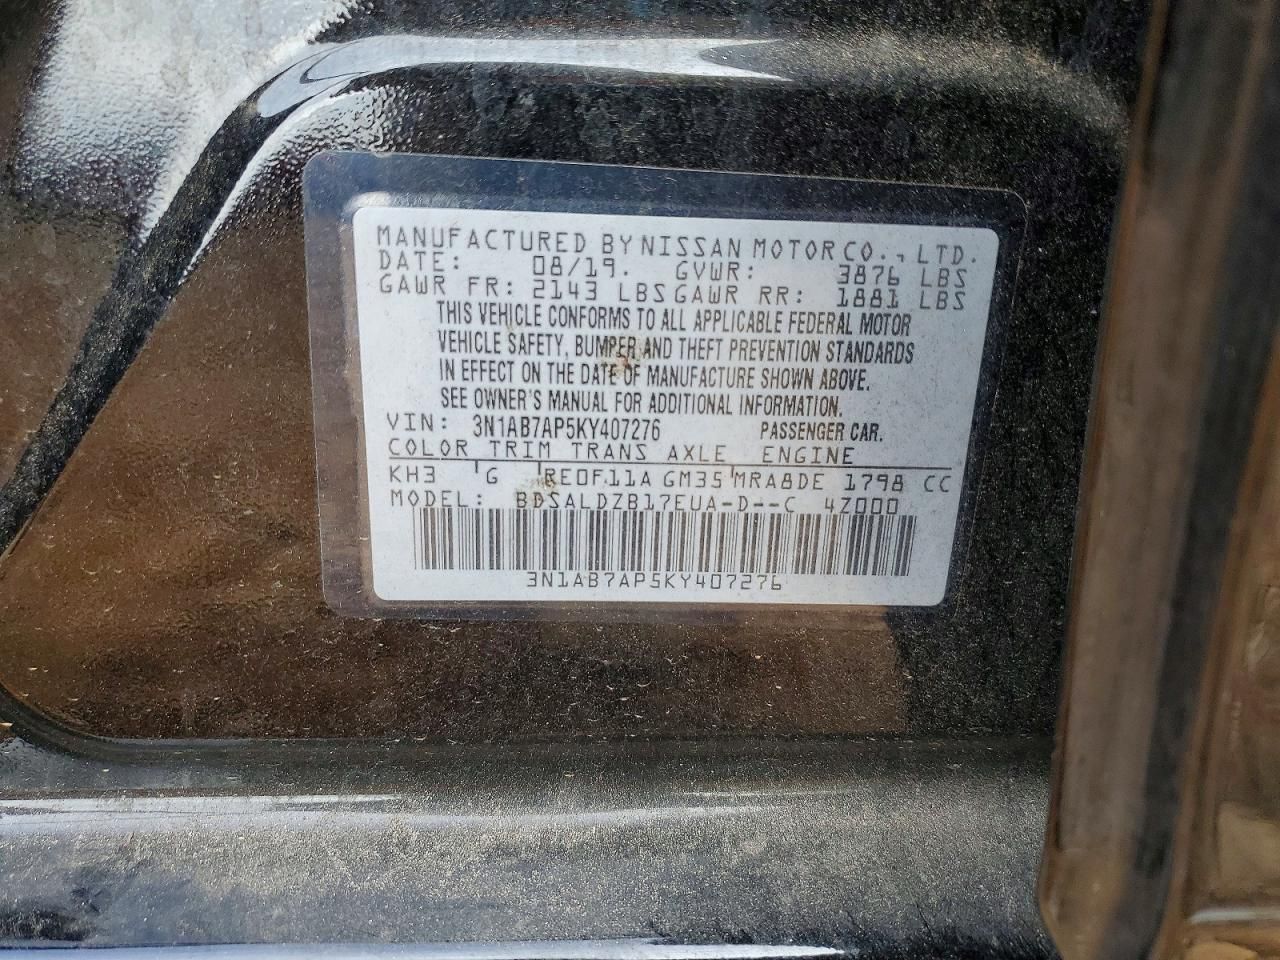 MANUFACTURED BY NISSAN MOTOR CO., LTD.
DATE: 08/19. GVWR: 3876 LBS
GAWR FR: 2143 LBS GAWR RR: 1881 LBS
THIS VEHICLE CONFORMS TO ALL APPLICABLE FEDERAL MOTOR
VEHICLE SAFETY, BUMPER AND THEFT PREVENTION STANDARDS
IN EFFECT ON THE DATE OF MANUFACTURE SHOWN ABOVE.
SEE OWNER'S MANUAL FOR ADDITIONAL INFORMATION.
VIN: 3N1AB7AP5KY407276 PASSENGER CAR.
COLOR TRIM TRANS AXLE ENGINE
KH3 G RE0F11A GM35 MRA8DE 1798 CC
MODEL: BDSALDZB17EUA-D--C 4Z000
3N1AB7AP5KY407276